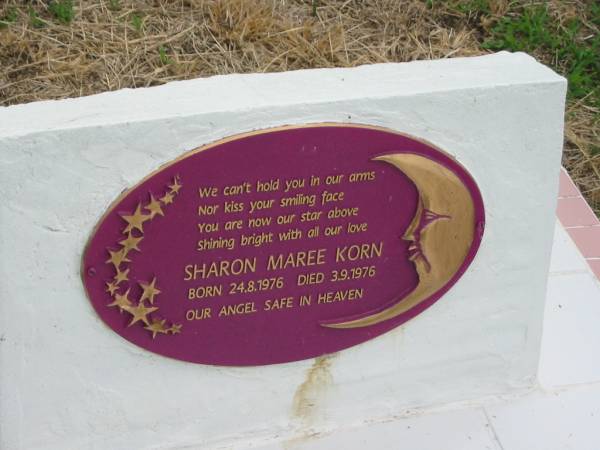 We can't hold you in our arms
Nor kiss your smiling face
You are now our star above
Shining bright with all our love
SHARON MAREE KORN
BORN 24.8.1976 DIED 3.9.1976
OUR ANGEL SAFE IN HEAVEN